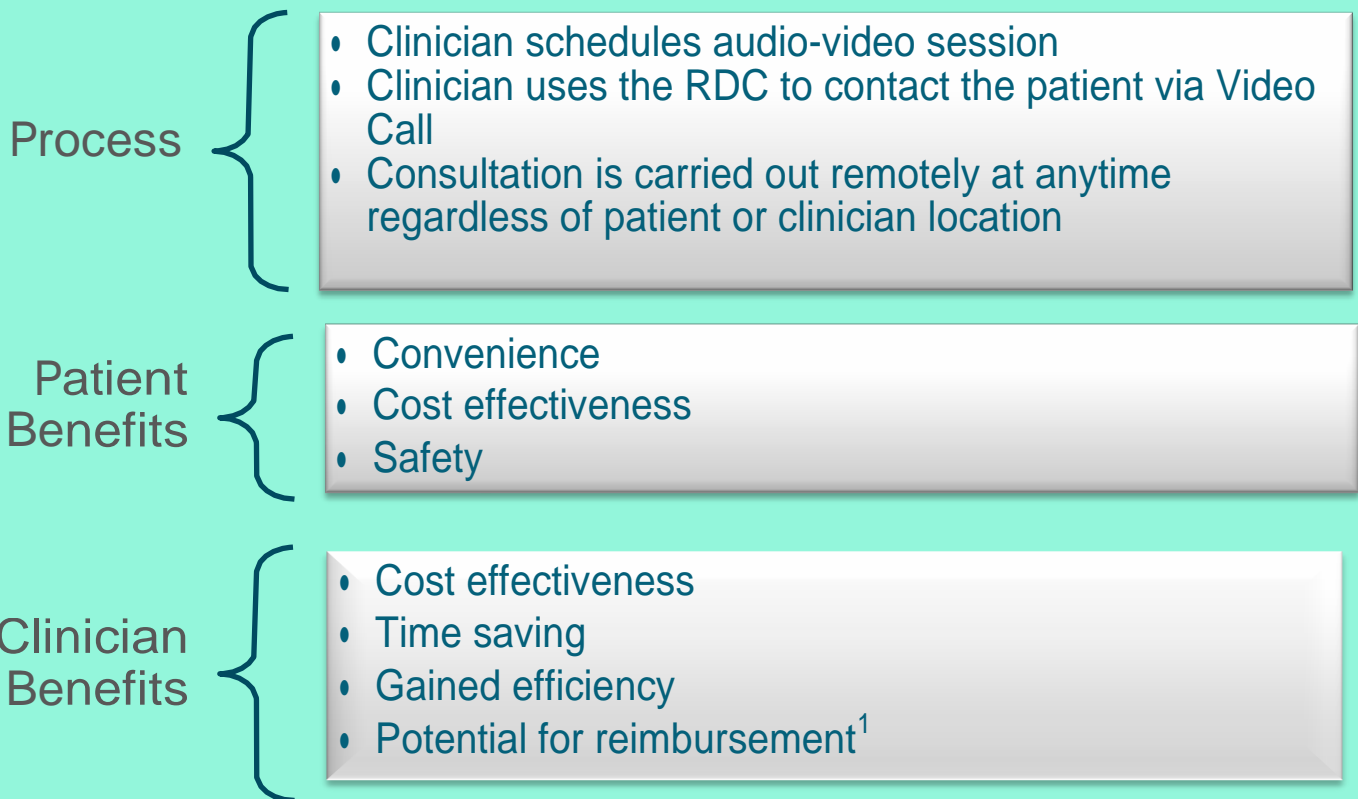 Process
• Clinician schedules audio-video session
• Clinician uses the RDC to contact the patient via Video
Call
• Consultation is carried out remotely at anytime
regardless of patient or clinician location
Patient
Benefits
• Convenience
• Cost effectiveness
• Safety
Clinician
Benefits
• Cost effectiveness
• Time saving
• Gained efficiency
• Potential for reimbursement¹